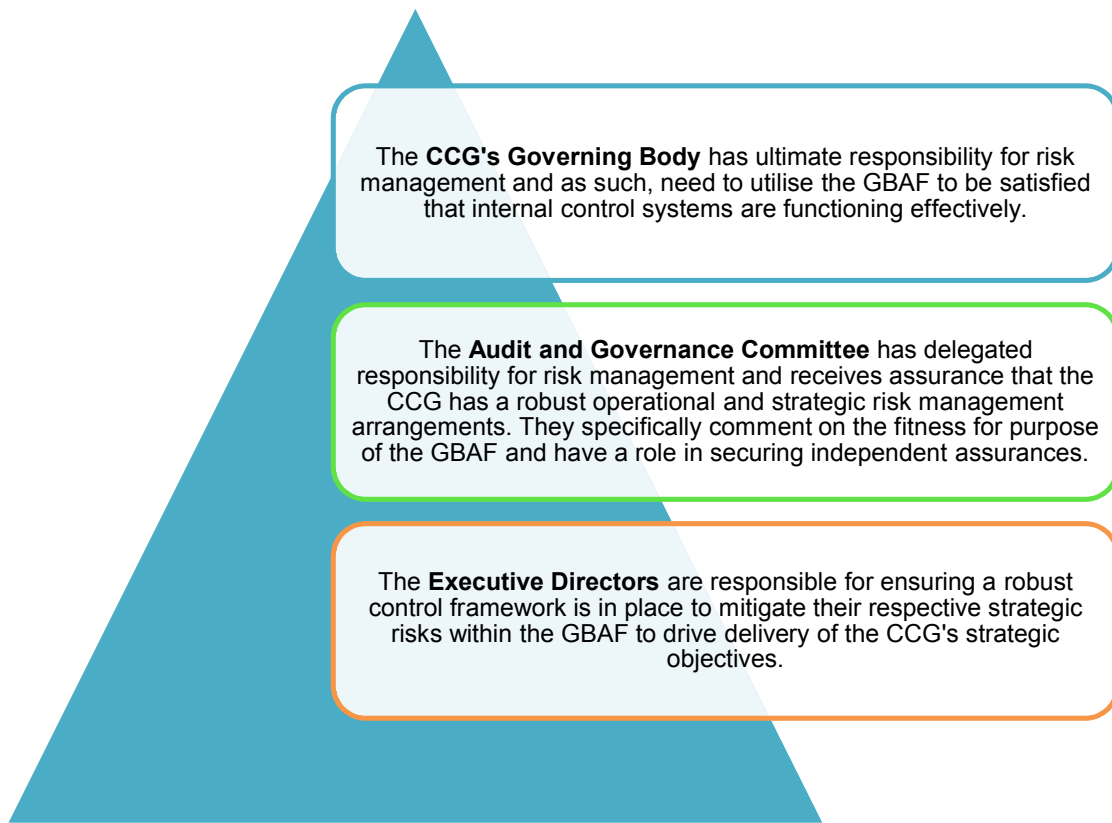 The CCG's Governing Body has ultimate responsibility for risk
management and as such, need to utilise the GBAF to be satisfied
that internal control systems are functioning effectively.
The Audit and Governance Committee has delegated
responsibility for risk management and receives assurance that the
CCG has a robust operational and strategic risk management
arrangements. They specifically comment on the fitness for purpose
of the GBAF and have a role in securing independent assurances.
The Executive Directors are responsible for ensuring a robust
control framework is in place to mitigate their respective strategic
risks within the GBAF to drive delivery of the CCG's strategic
objectives.